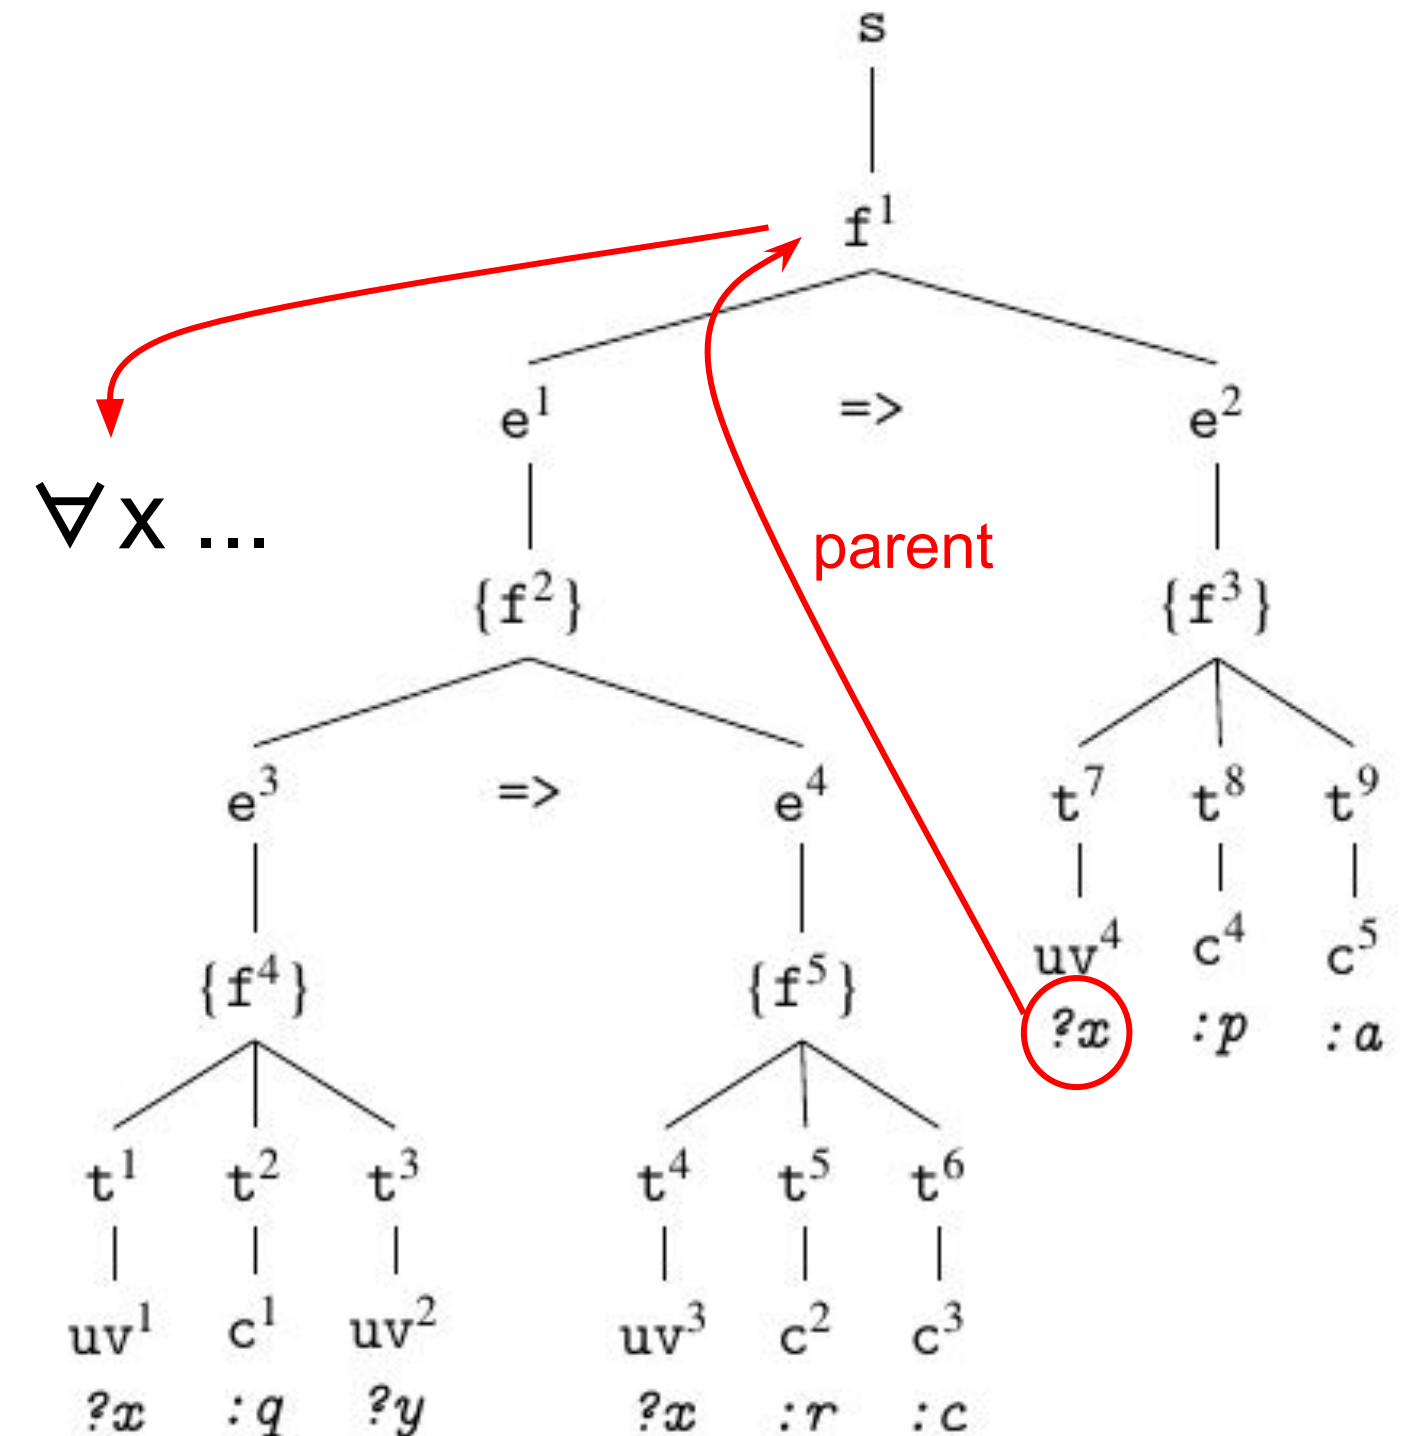 s
f¹
e¹ => e²
∀x ...
parent
{f²} {f³}
e³ => e⁴ t⁷ t⁸ t⁹
uv⁴ c⁴ c⁵
{f⁴} {f⁵} ?x :p :a
t¹ t² t³ t⁴ t⁵ t⁶
uv¹ c¹ uv² uv³ c² c³
?x :q ?y ?x :r :c